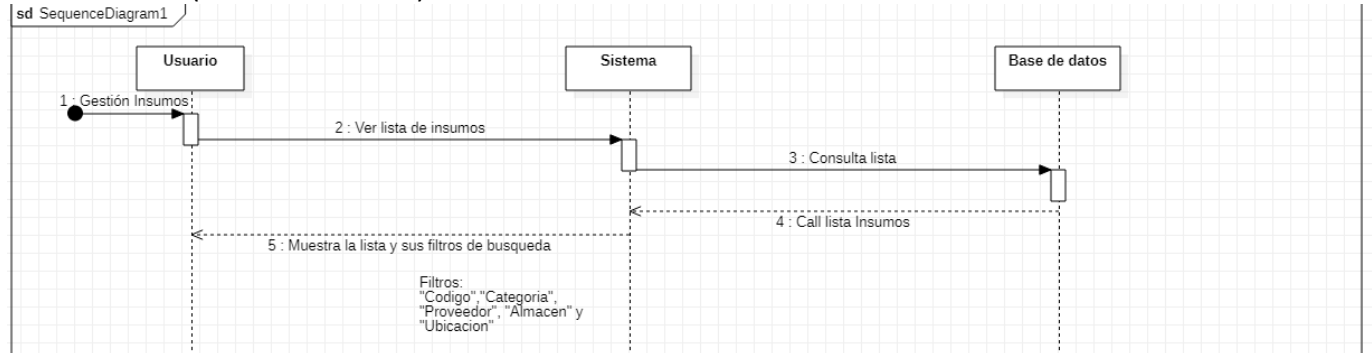 sd SequenceDiagram1
Usuario
Sistema
Base de datos
1 : Gestión Insumos
2 : Ver lista de insumos
3 : Consulta lista
4 : Call lista Insumos
5 : Muestra la lista y sus filtros de busqueda
Filtros:
"Codigo","Categoria",
"Proveedor", "Almacen" y
"Ubicacion"